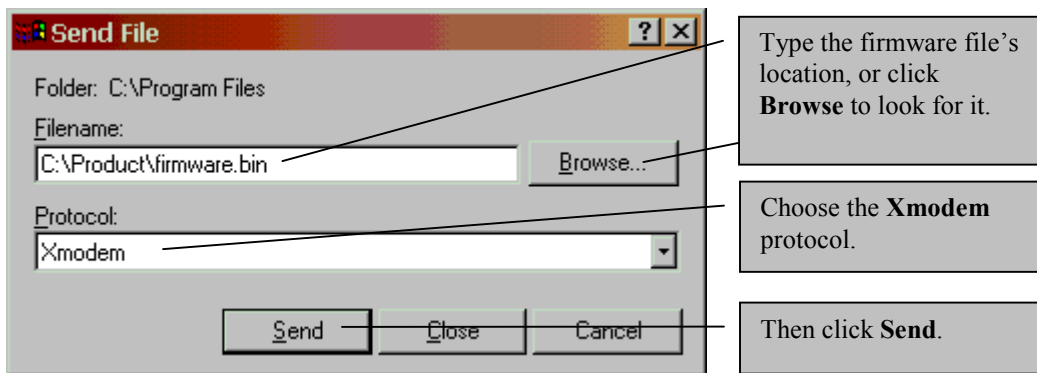 Send File
Folder: C:\Program Files
Filename:
C:\Product\firmware.bin
Browse...
Protocol:
Xmodem
Send
Close
Cancel
Type the firmware file's
location, or click
Browse to look for it.
Choose the Xmodem
protocol.
Then click Send.